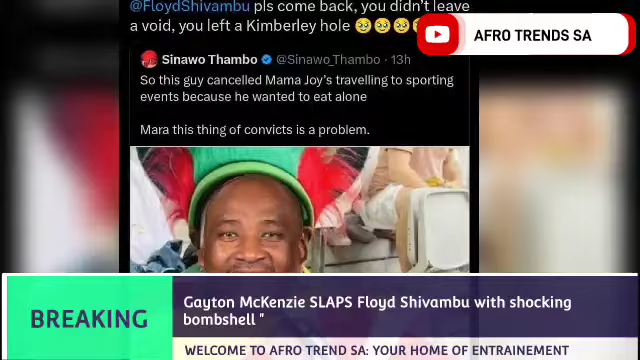 @FloydShivambu pls come back, you didn't leave
a void, you left a Kimberley hole 🥹🥹🥹🥹
AFRO TRENDS SA
Sinawo Thambo @Sinawo_Thambo · 13h
So this guy cancelled Mama Joy's travelling to sporting
events because he wanted to eat alone
Mara this thing of convicts is a problem.
BREAKING
Gayton McKenzie SLAPS Floyd Shivambu with shocking
bombshell "
WELCOME TO AFRO TREND SA: YOUR HOME OF ENTRAINEMENT